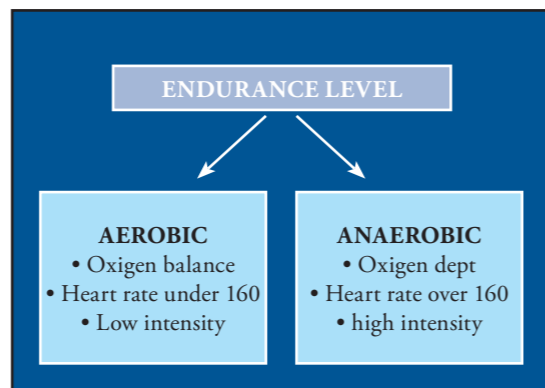 ENDURANCE LEVEL
AEROBIC
• Oxigen balance
• Heart rate under 160
• Low intensity
ANAEROBIC
• Oxigen dept
• Heart rate over 160
• high intensity